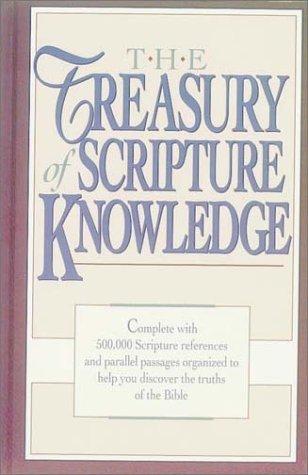 T·H·E
TREASURY
of SCRIPTURE
KNOWLEDGE
Complete with
500,000 Scripture references
and parallel passages organized to
help you discover the truths
of the Bible